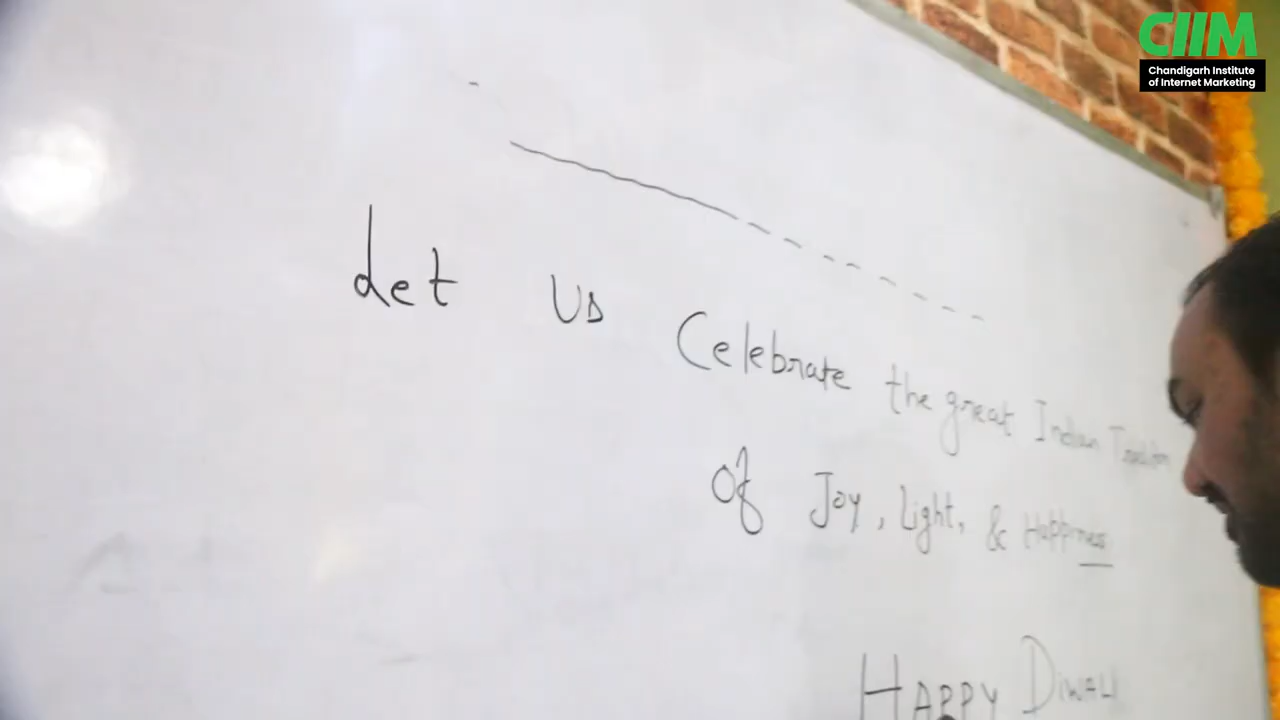 CIIM
Chandigarh Institute
of Internet Marketing
Let Us Celebrate the great Indian Tradition
Of Joy, Light, & Happiness
HAPPY DIWALI